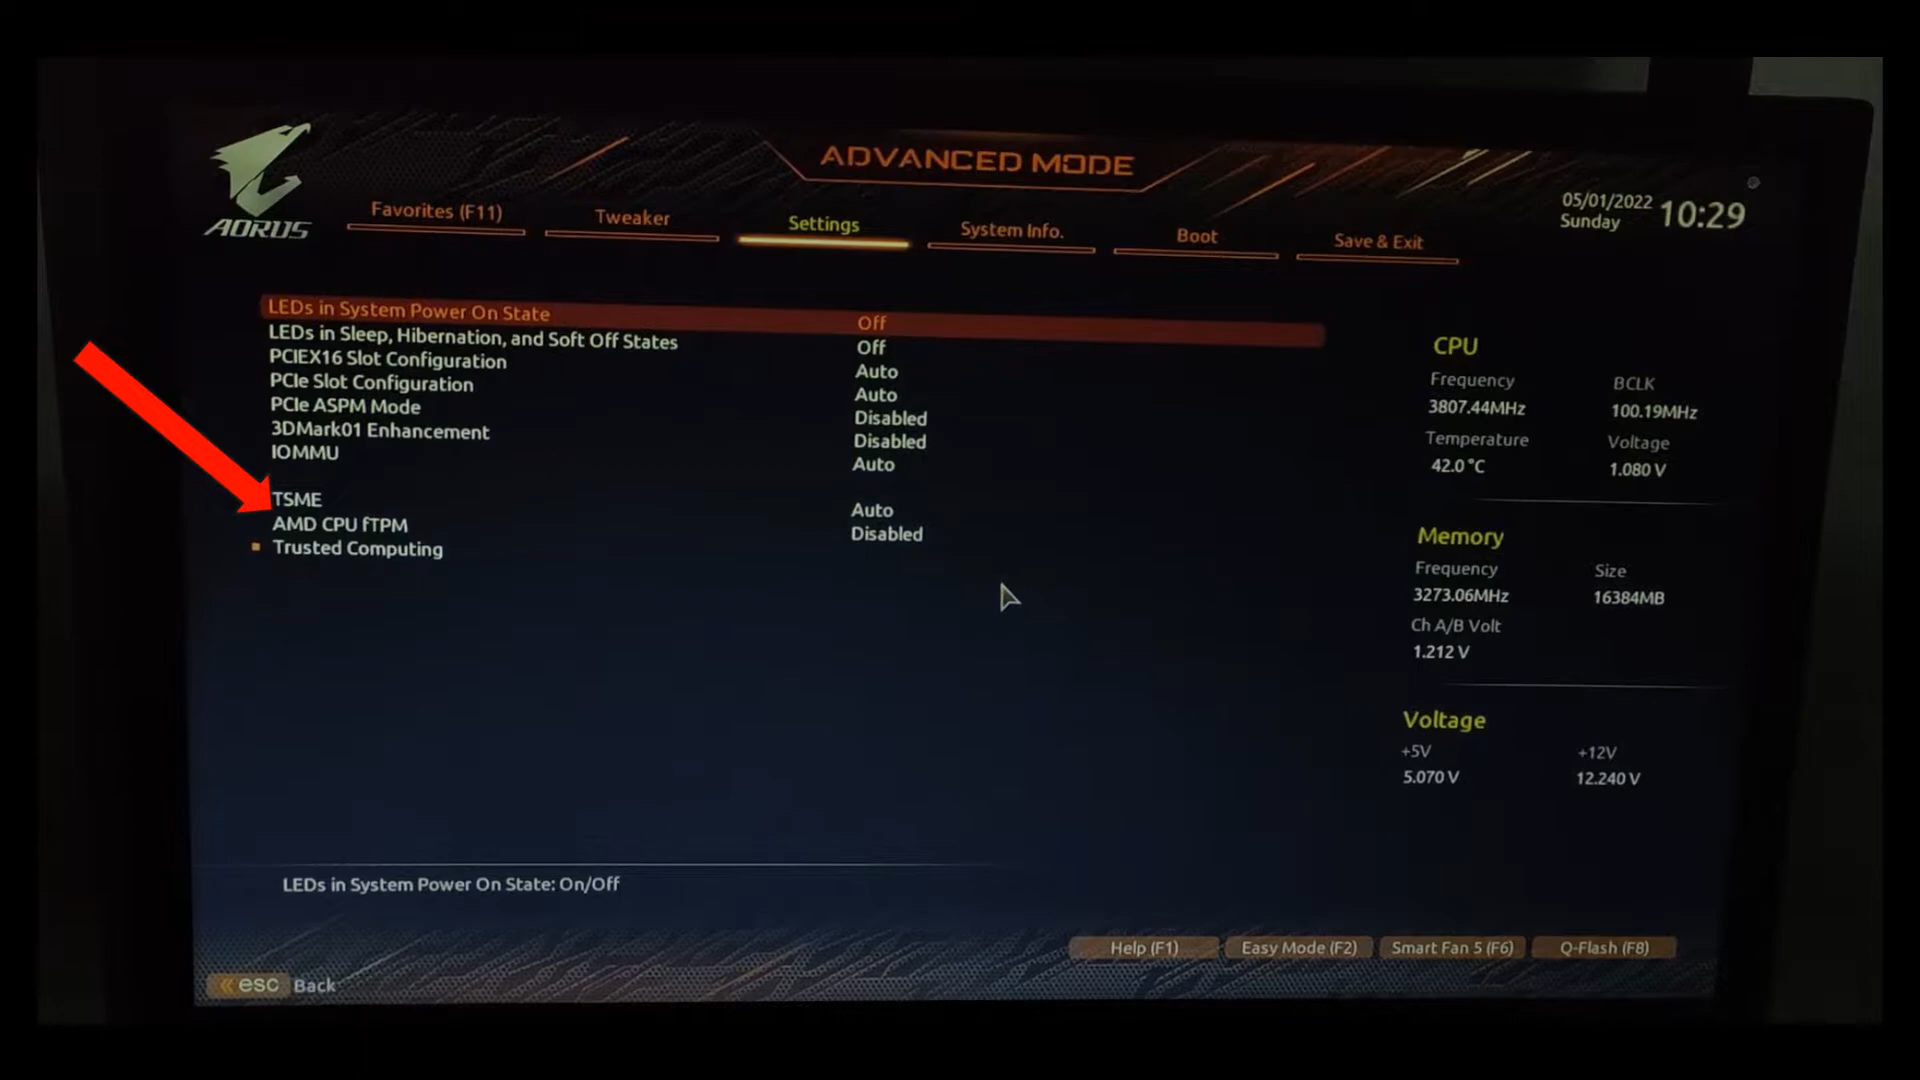 ADVANCED MODE
AORUS
Favorites (F11)
Tweaker
Settings
System Info.
Boot
Save & Exit
05/01/2022
Sunday
10:29
LEDs in System Power On State Off
LEDs in Sleep, Hibernation, and Soft Off States Off
PCIEX16 Slot Configuration Auto
PCIe Slot Configuration Auto
PCIe ASPM Mode Disabled
3DMark01 Enhancement Disabled
IOMMU Auto
TSME Auto
AMD CPU fTPM Disabled
Trusted Computing
CPU
Frequency BCLK
3807.44MHz 100.19MHz
Temperature Voltage
42.0 °C 1.080 V
Memory
Frequency Size
3273.06MHz 16384MB
Ch A/B Volt
1.212 V
Voltage
+5V +12V
5.070 V 12.240 V
LEDs in System Power On State: On/Off
Help (F1)
Easy Mode (F2)
Smart Fan 5 (F6)
Q-Flash (F8)
«esc Back